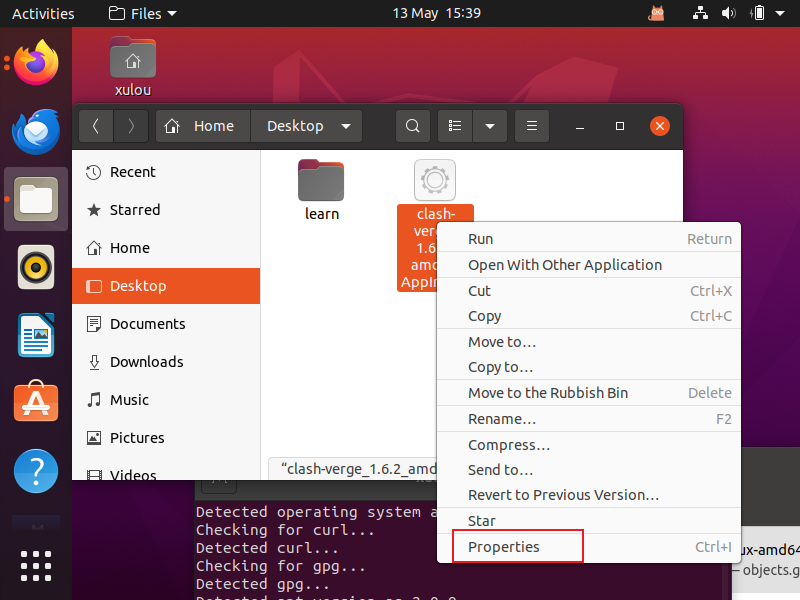 Activities
Files
13 May 15:39
xulou
Home
Desktop
Recent
Starred
Home
Desktop
Documents
Downloads
Music
Pictures
Videos
learn
clash-
1.6
AppIm
Run Return
Open With Other Application
Cut Ctrl+X
Copy Ctrl+C
Move to…
Copy to…
Move to the Rubbish Bin Delete
Rename… F2
Compress…
Send to…
Revert to Previous Version…
Star
Properties Ctrl+I
“clash-verge_1.6.2_amd
Detected operating system a
Checking for curl...
Detected curl...
Checking for gpg...
Detected gpg...
ux-amd64
– objects.g